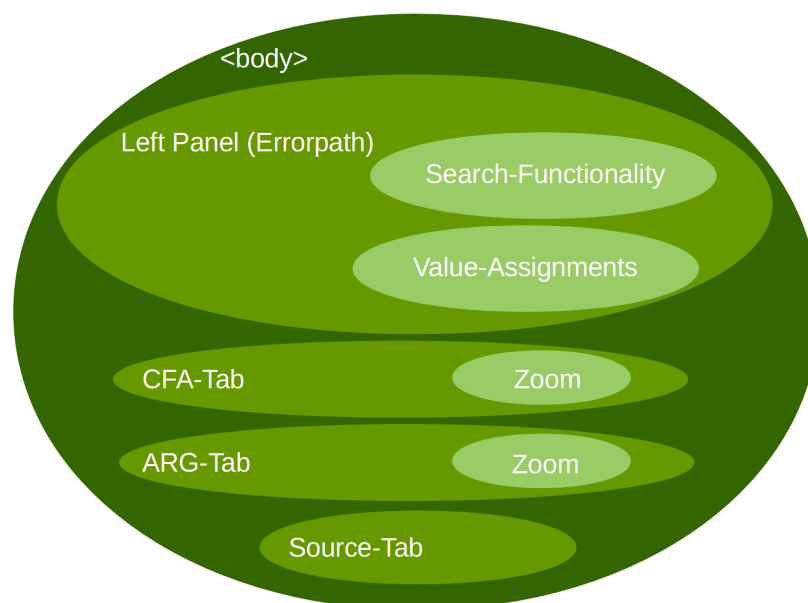 <body>
Left Panel (Errorpath)
Search-Functionality
Value-Assignments
CFA-Tab
Zoom
ARG-Tab
Zoom
Source-Tab